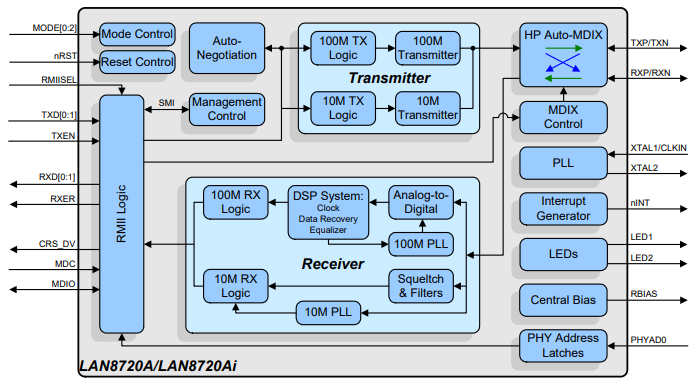 MODE[0:2]
nRST
RMIISEL
TXD[0:1]
TXEN
RXD[0:1]
RXER
CRS_DV
MDC
MDIO
Mode Control
Reset Control
SMI
RMII Logic
Auto-
Negotiation
Management
Control
100M TX
Logic
100M
Transmitter
Transmitter
10M TX
Logic
10M
Transmitter
100M RX
Logic
DSP System:
Clock
Data Recovery
Equalizer
Analog-to-
Digital
100M PLL
Receiver
10M RX
Logic
Squeltch
& Filters
10M PLL
HP Auto-MDIX
MDIX
Control
PLL
Interrupt
Generator
LEDs
Central Bias
PHY Address
Latches
TXP/TXN
RXP/RXN
XTAL1/CLKIN
XTAL2
nINT
LED1
LED2
RBIAS
PHYAD0
LAN8720A/LAN8720Ai